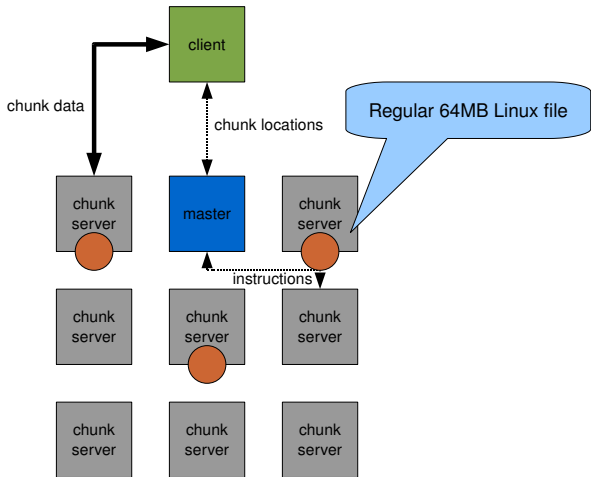 client
chunk data
chunk locations
Regular 64MB Linux file
chunk
server
master
chunk
server
instructions
chunk
server
chunk
server
chunk
server
chunk
server
chunk
server
chunk
server